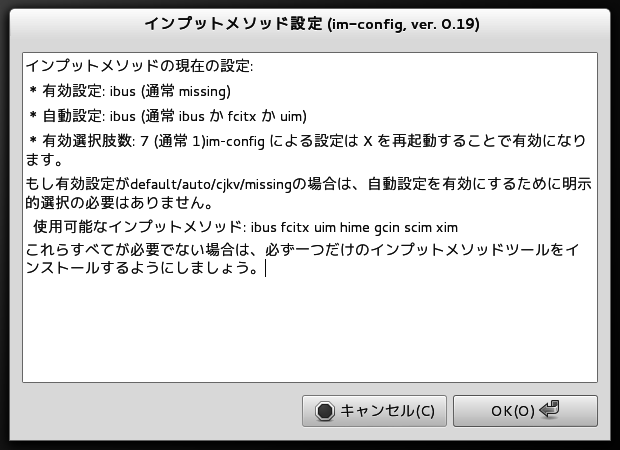 インプットメソッド設定 (im-config, ver. 0.19)
インプットメソッドの現在の設定:
* 有効設定: ibus (通常 missing)
* 自動設定: ibus (通常 ibus か fcitx か uim)
* 有効選択肢数: 7 (通常 1)im-config による設定は X を再起動することで有効になり
ます。
もし有効設定がdefault/auto/cjkv/missingの場合は、自動設定を有効にするために明示
的選択の必要はありません。
使用可能なインプットメソッド: ibus fcitx uim hime gcin scim xim
これらすべてが必要でない場合は、必ず一つだけのインプットメソッドツールをイ
ンストールするようにしましょう。
キャンセル(C)
OK(O)